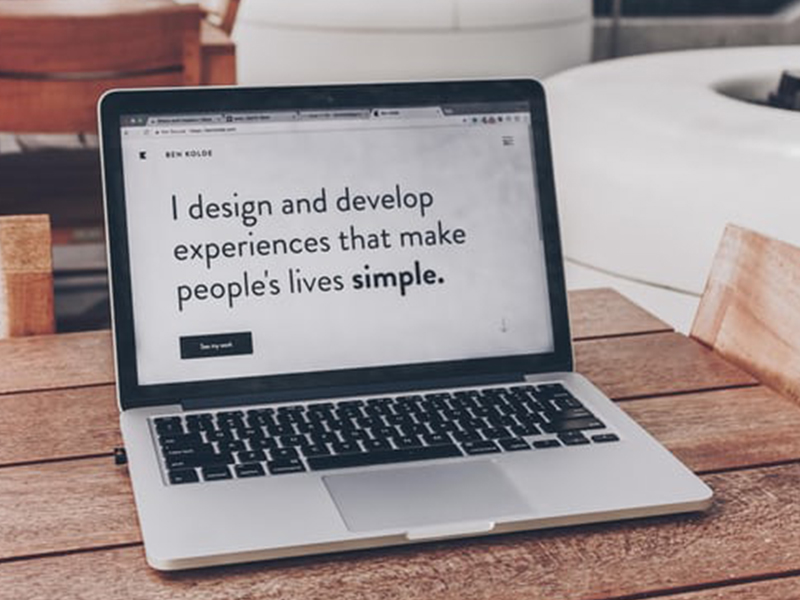 BEN KOLDE
I design and develop
experiences that make
people's lives simple.
See my work